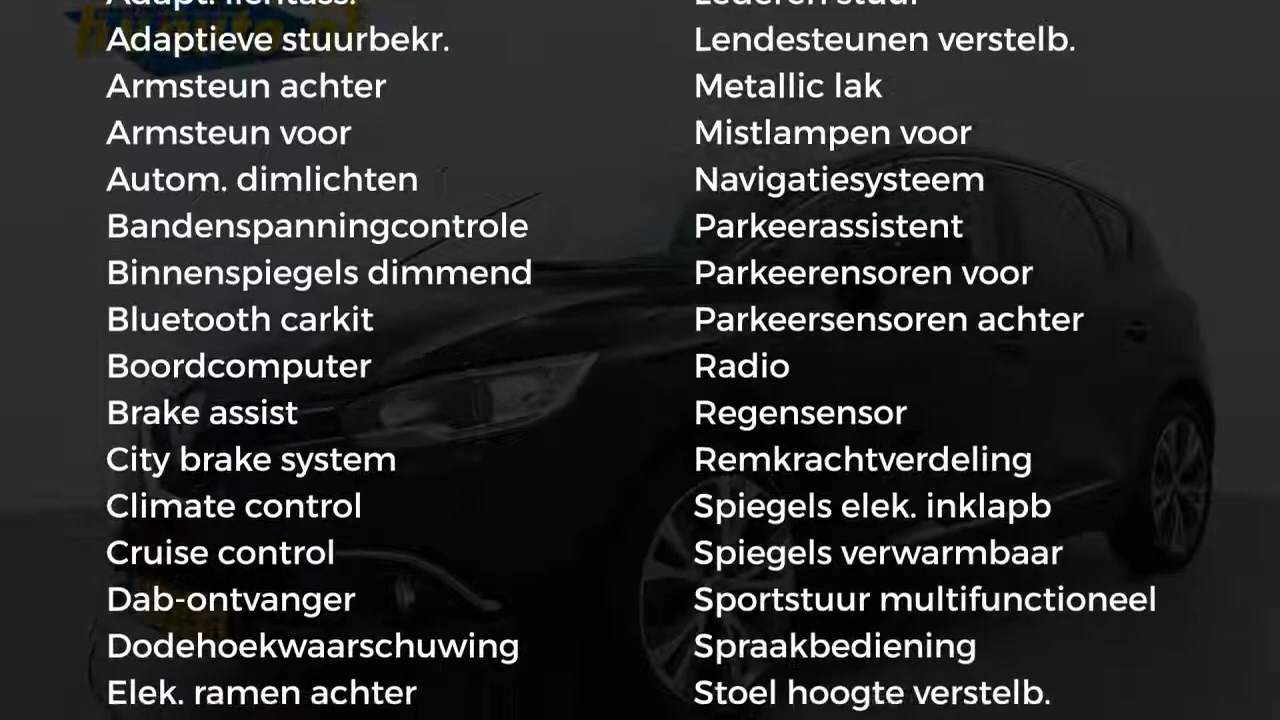 Adaptieve stuurbekr.
Armsteun achter
Armsteun voor
Autom. dimlichten
Bandenspanningcontrole
Binnenspiegels dimmend
Bluetooth carkit
Boordcomputer
Brake assist
City brake system
Climate control
Cruise control
Dab-ontvanger
Dodehoekwaarschuwing
Elek. ramen achter
Lederen stuur
Lendesteunen verstelb.
Metallic lak
Mistlampen voor
Navigatiesysteem
Parkeerassistent
Parkeerensoren voor
Parkeersensoren achter
Radio
Regensensor
Remkrachtverdeling
Spiegels elek. inklapb
Spiegels verwarmbaar
Sportstuur multifunctioneel
Spraakbediening
Stoel hoogte verstelb.